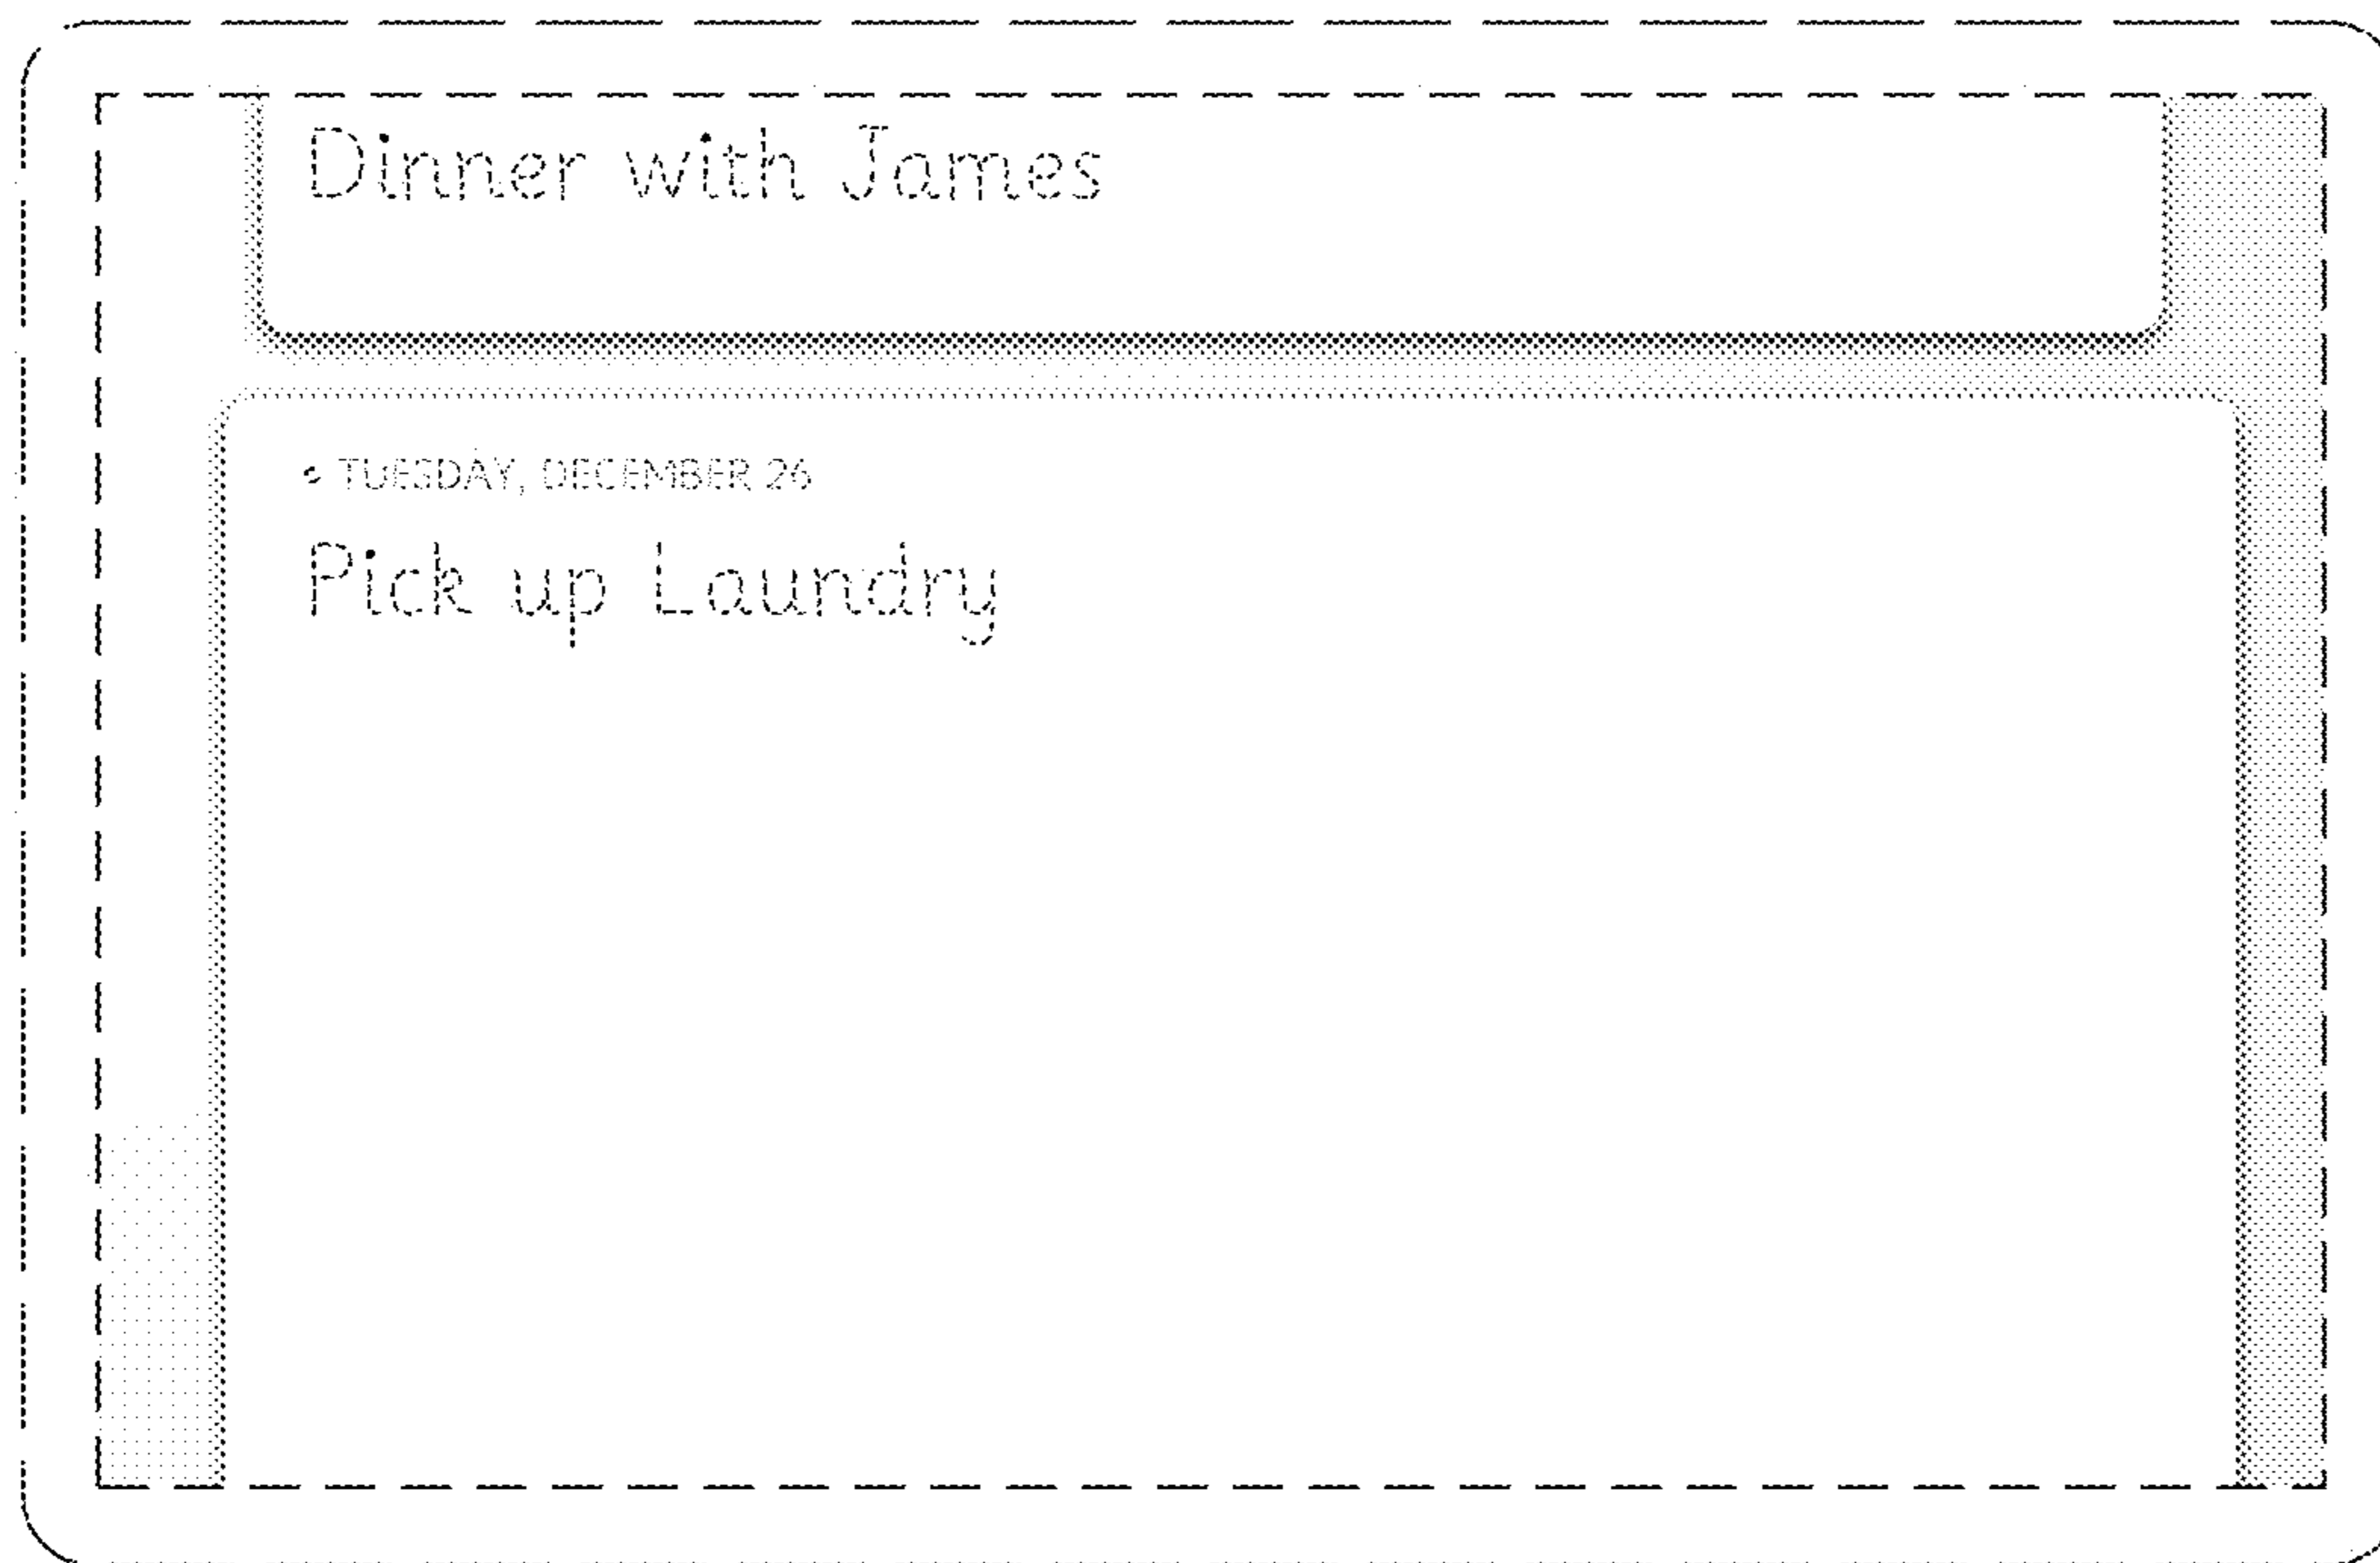 Dinner with James
• TUESDAY, DECEMBER 26
Pick up Laundry